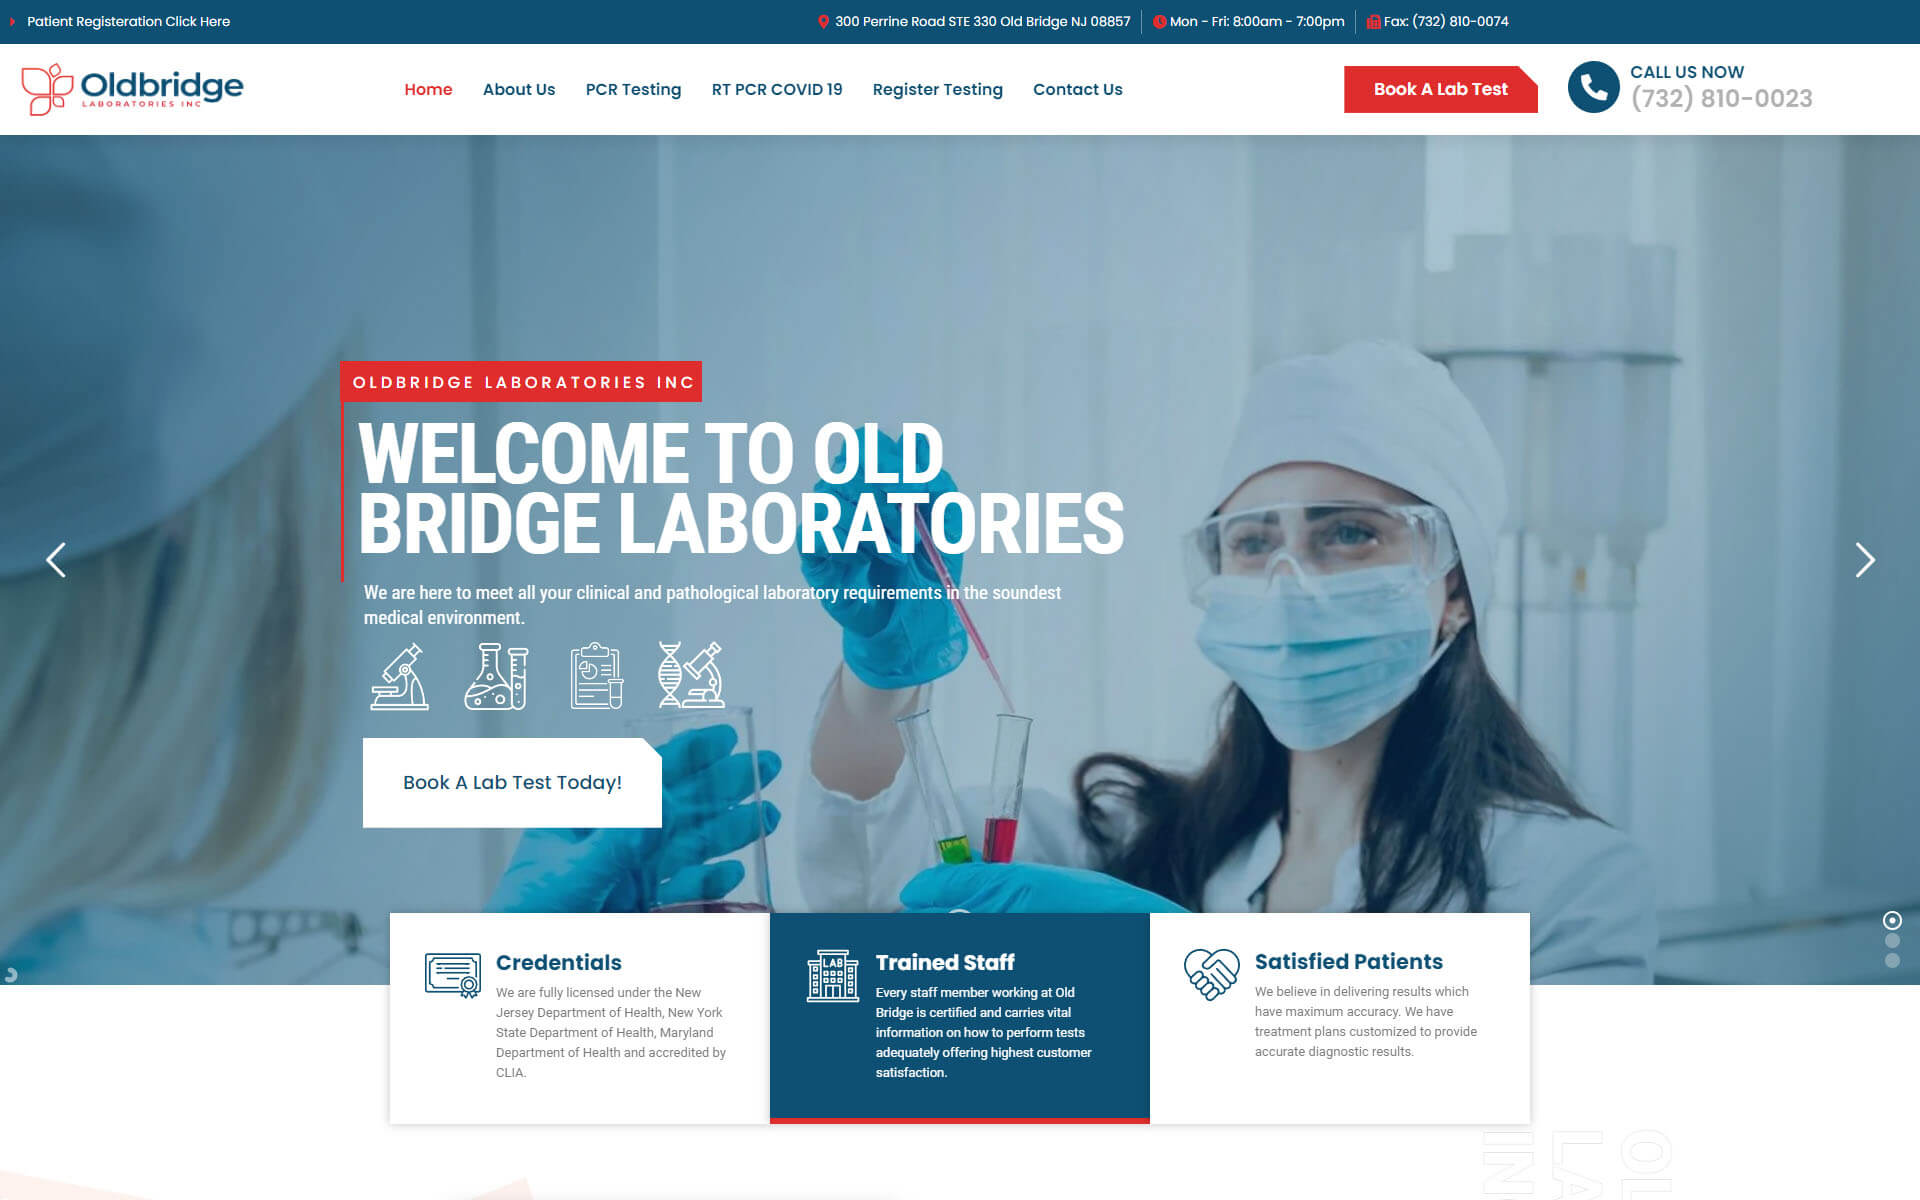 Patient Registeration Click Here
300 Perrine Road STE 330 Old Bridge NJ 08857
Mon - Fri: 8:00am - 7:00pm
Fax: (732) 810-0074
Oldbridge
LABORATORIES INC
Home
About Us
PCR Testing
RT PCR COVID 19
Register Testing
Contact Us
Book A Lab Test
CALL US NOW
(732) 810-0023
OLDBRIDGE LABORATORIES INC
WELCOME TO OLD
BRIDGE LABORATORIES
We are here to meet all your clinical and pathological laboratory requirements in the soundest
medical environment.
Book A Lab Test Today!
Credentials
We are fully licensed under the New
Jersey Department of Health, New York
State Department of Health, Maryland
Department of Health and accredited by
CLIA.
LAB
Trained Staff
Every staff member working at Old
Bridge is certified and carries vital
information on how to perform tests
adequately offering highest customer
satisfaction.
Satisfied Patients
We believe in delivering results which
have maximum accuracy. We have
treatment plans customized to provide
accurate diagnostic results.
OL
LA
IN